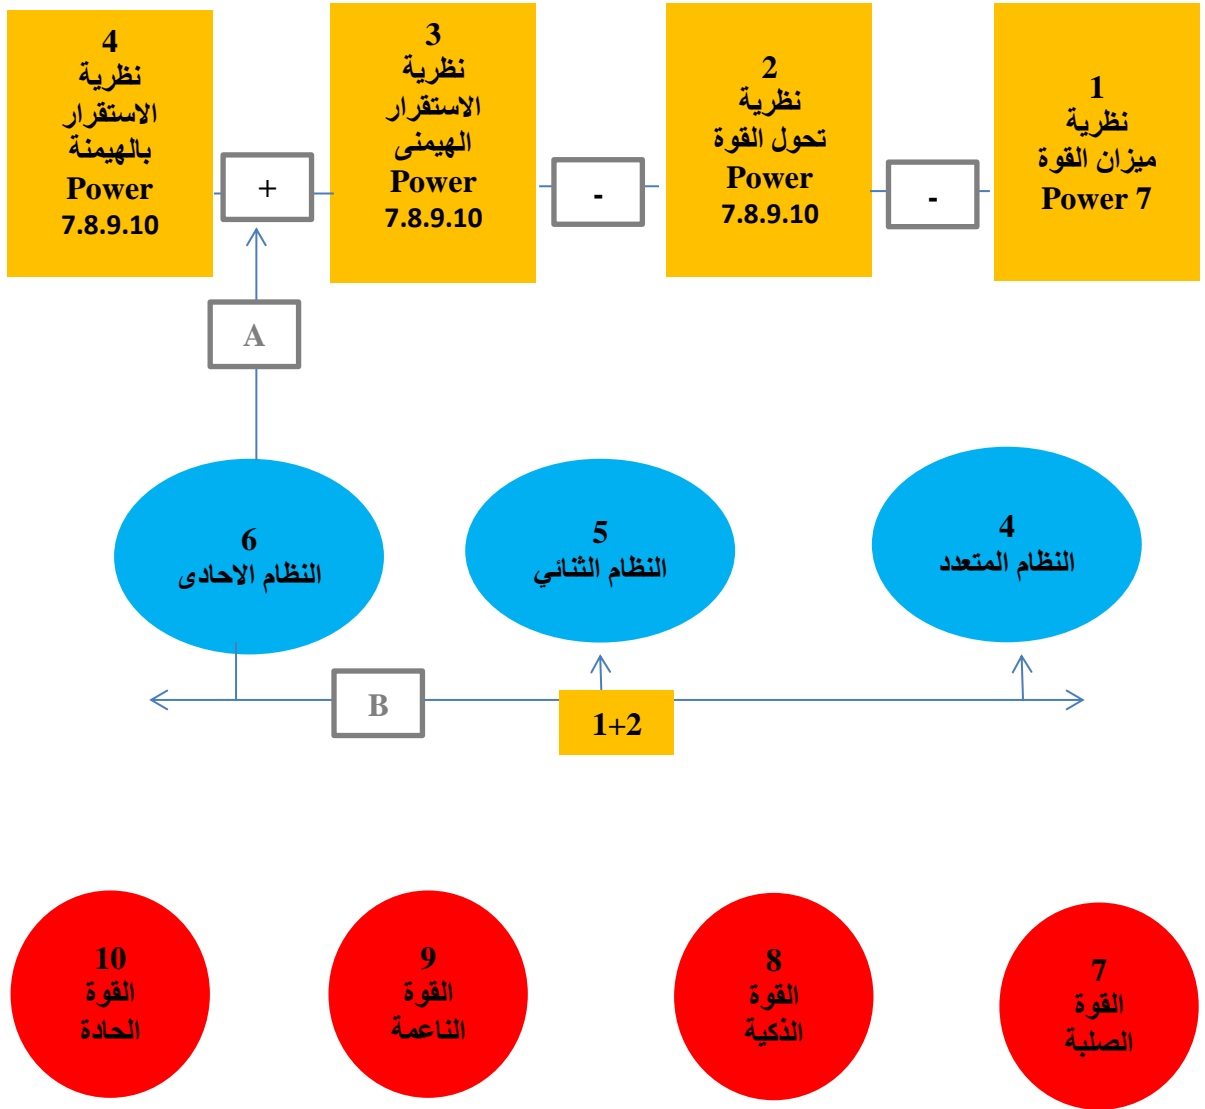 1
نظرية
ميزان القوة
Power 7
-
2
نظرية
تحول القوة
Power
7.8.9.10
-
3
نظرية
الاستقرار
الهيمنى
Power
7.8.9.10
+
4
نظرية
الاستقرار
بالهيمنة
Power
7.8.9.10
A
4
النظام المتعدد
5
النظام الثنائي
6
النظام الاحادى
1+2
B
7
القوة
الصلبة
8
القوة
الذكية
9
القوة
الناعمة
10
القوة
الحادة